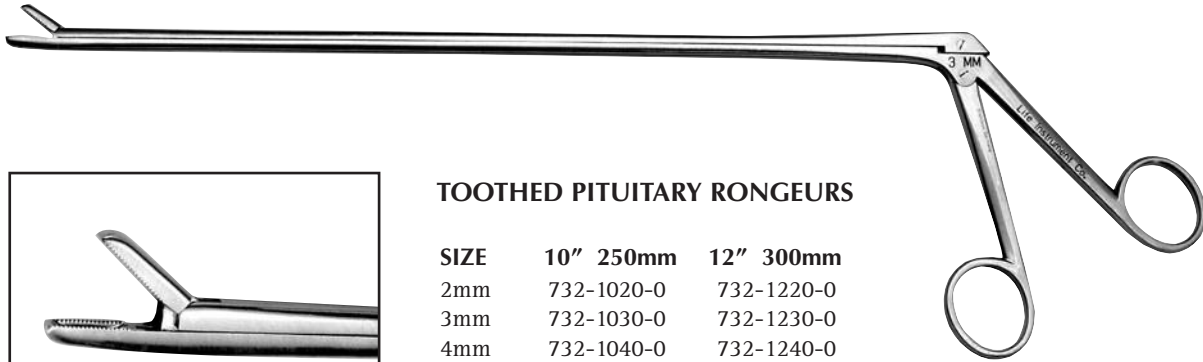 7
3 MM
Life Instrument Co.
TOOTHED PITUITARY RONGEURS
SIZE 10” 250mm 12” 300mm
2mm 732-1020-0 732-1220-0
3mm 732-1030-0 732-1230-0
4mm 732-1040-0 732-1240-0